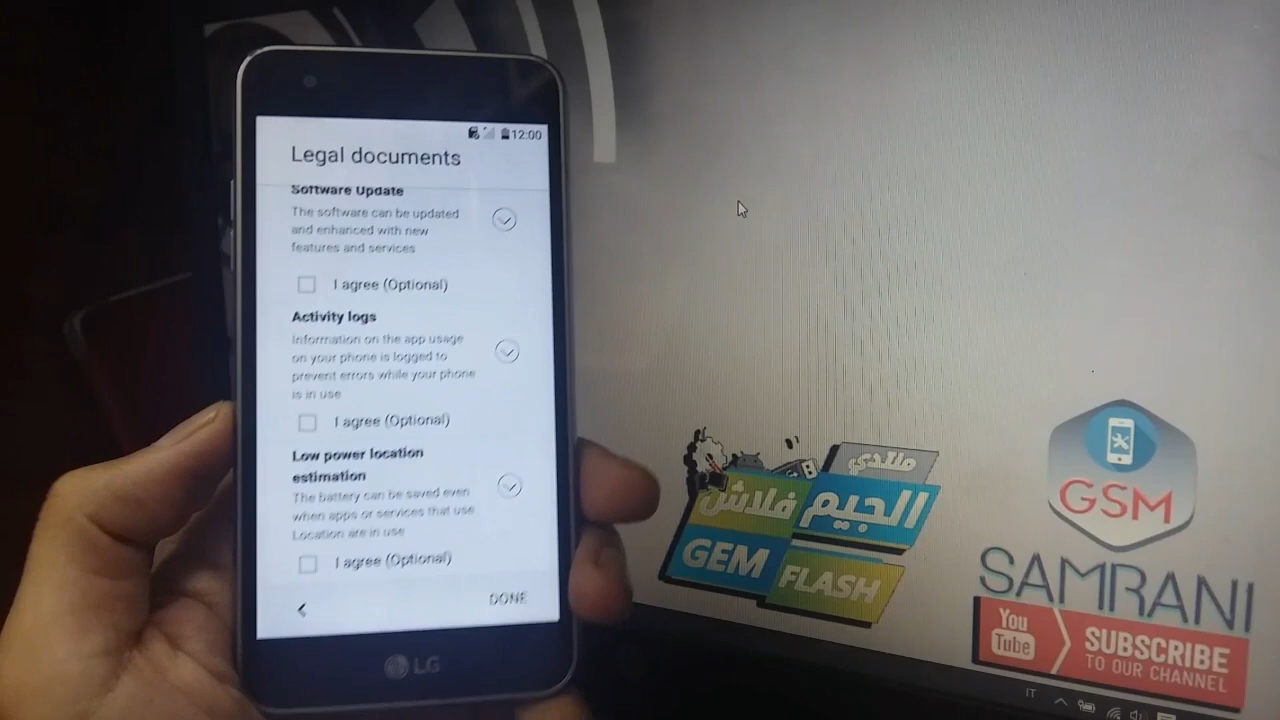 12:00
Legal documents
Software Update
The software can be updated
and enhanced with new
features and services
I agree (Optional)
Activity logs
Information on the app usage
on your phone is logged to
prevent errors while your phone
is in use
I agree (Optional)
Low power location
estimation
The battery can be saved even
when apps or services that use
Location are in use
I agree (Optional)
DONE
LG
منتدي
الجيم فلاش
GEM FLASH
GSM
SAMRANI
You
Tube
SUBSCRIBE
TO OUR CHANNEL
IT